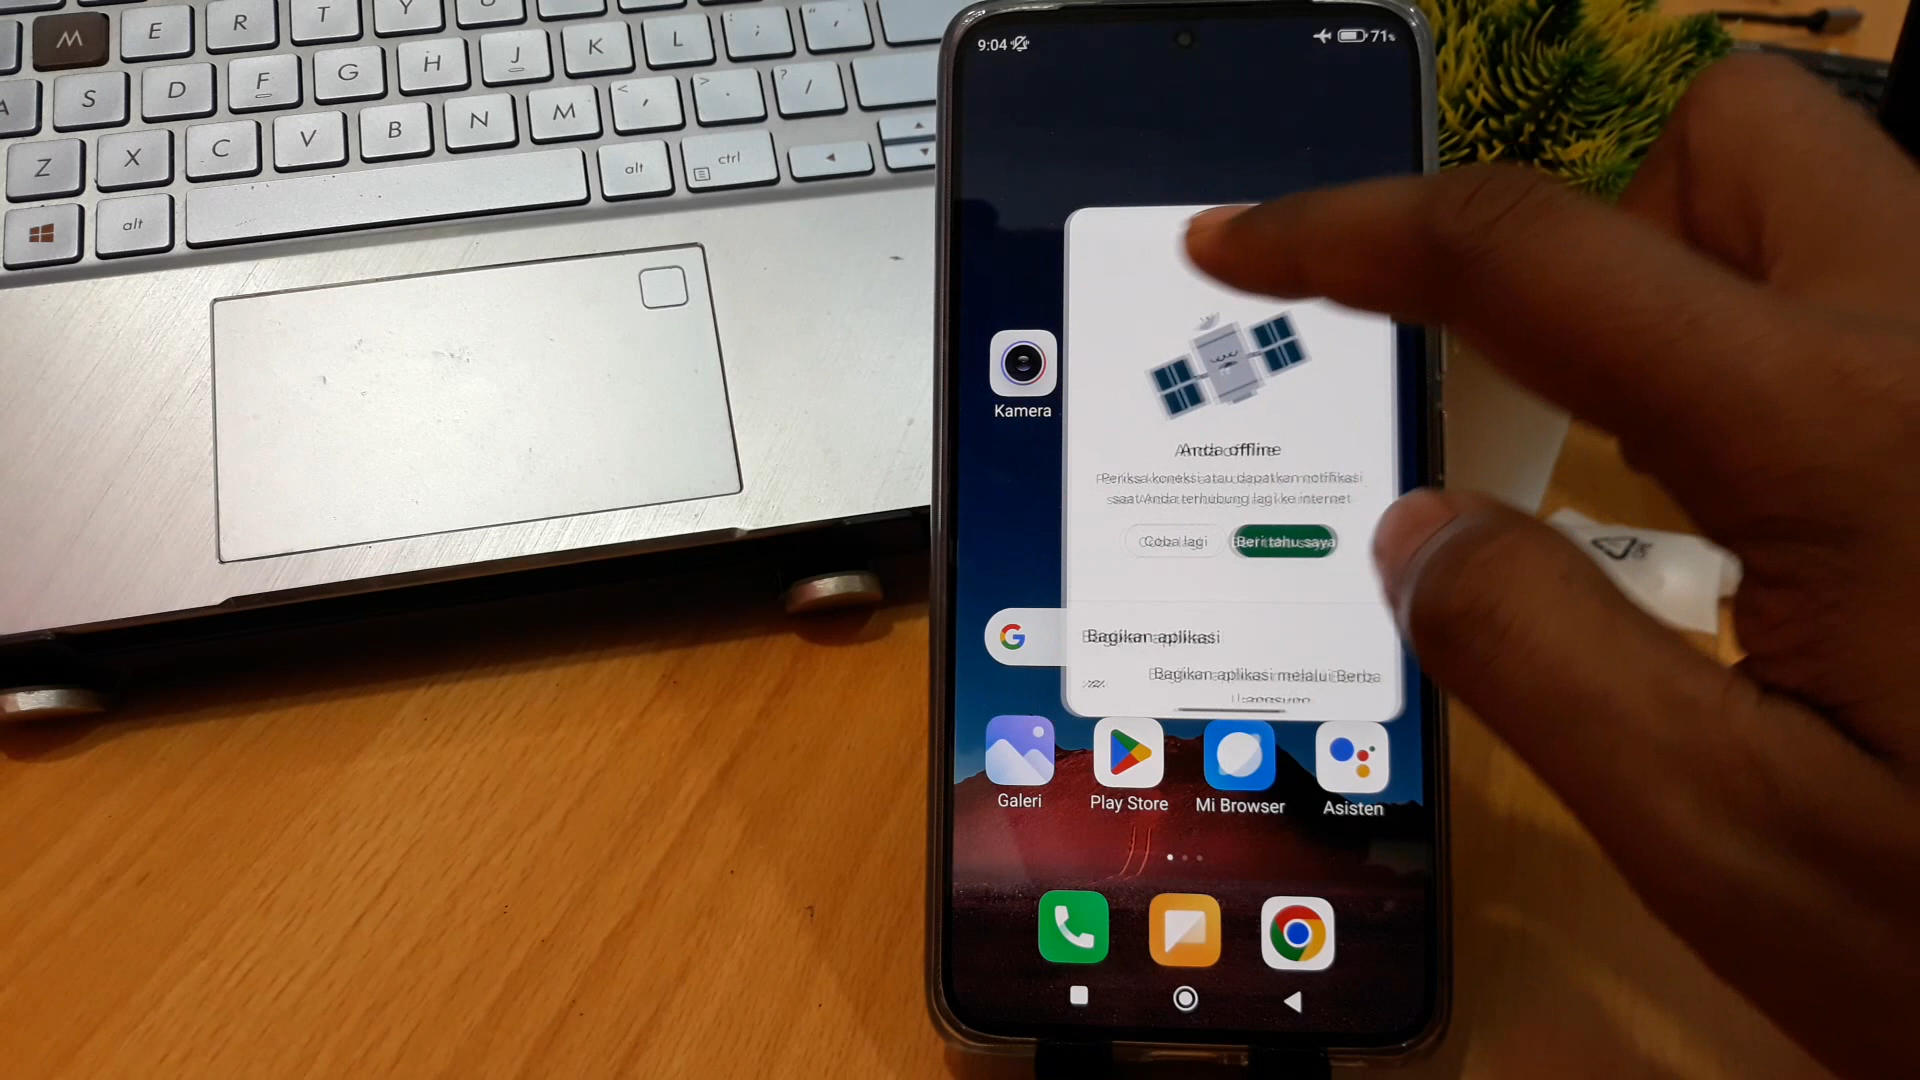 M E R T Y
A S D F G H J K L : ; " '
Z X C V B N M < , > . ? /
alt alt ctrl
9:04 71%
Kamera
Anda offline
Periksa koneksi atau dapatkan notifikasi
saat Anda terhubung lagi ke internet
Coba lagi Beri tahu saya
G
Bagikan aplikasi
Bagikan aplikasi melalui Berba
Galeri Play Store Mi Browser Asisten